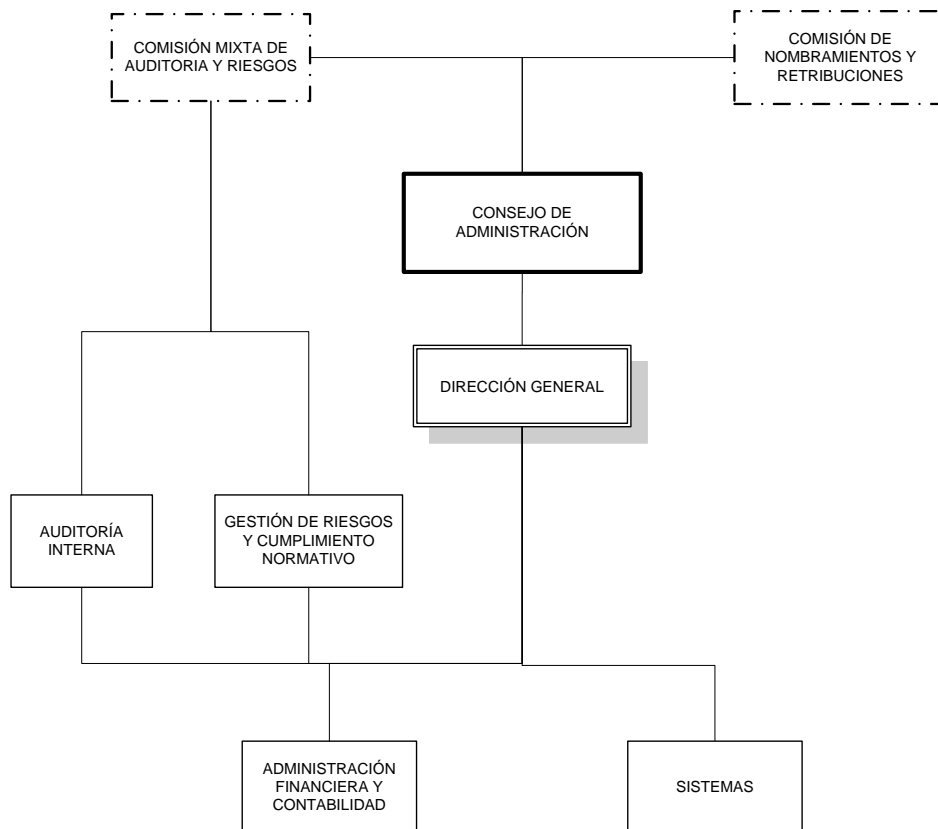 COMISIÓN MIXTA DE
AUDITORIA Y RIESGOS
COMISIÓN DE
NOMBRAMIENTOS Y
RETRIBUCIONES
CONSEJO DE
ADMINISTRACIÓN
DIRECCIÓN GENERAL
AUDITORÍA
INTERNA
GESTIÓN DE RIESGOS
Y CUMPLIMIENTO
NORMATIVO
ADMINISTRACIÓN
FINANCIERA Y
CONTABILIDAD
SISTEMAS